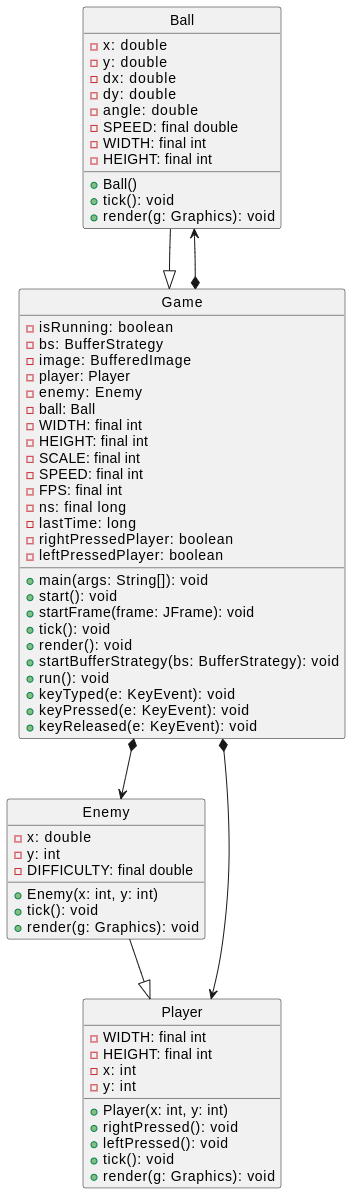 Ball
x: double
y: double
dx: double
dy: double
angle: double
SPEED: final double
WIDTH: final int
HEIGHT: final int
Ball()
tick(): void
render(g: Graphics): void
Game
isRunning: boolean
bs: BufferStrategy
image: BufferedImage
player: Player
enemy: Enemy
ball: Ball
WIDTH: final int
HEIGHT: final int
SCALE: final int
SPEED: final int
FPS: final int
ns: final long
lastTime: long
rightPressedPlayer: boolean
leftPressedPlayer: boolean
main(args: String[]): void
start(): void
startFrame(frame: JFrame): void
tick(): void
render(): void
startBufferStrategy(bs: BufferStrategy): void
run(): void
keyTyped(e: KeyEvent): void
keyPressed(e: KeyEvent): void
keyReleased(e: KeyEvent): void
Enemy
x: double
y: int
DIFFICULTY: final double
Enemy(x: int, y: int)
tick(): void
render(g: Graphics): void
Player
WIDTH: final int
HEIGHT: final int
x: int
y: int
Player(x: int, y: int)
rightPressed(): void
leftPressed(): void
tick(): void
render(g: Graphics): void